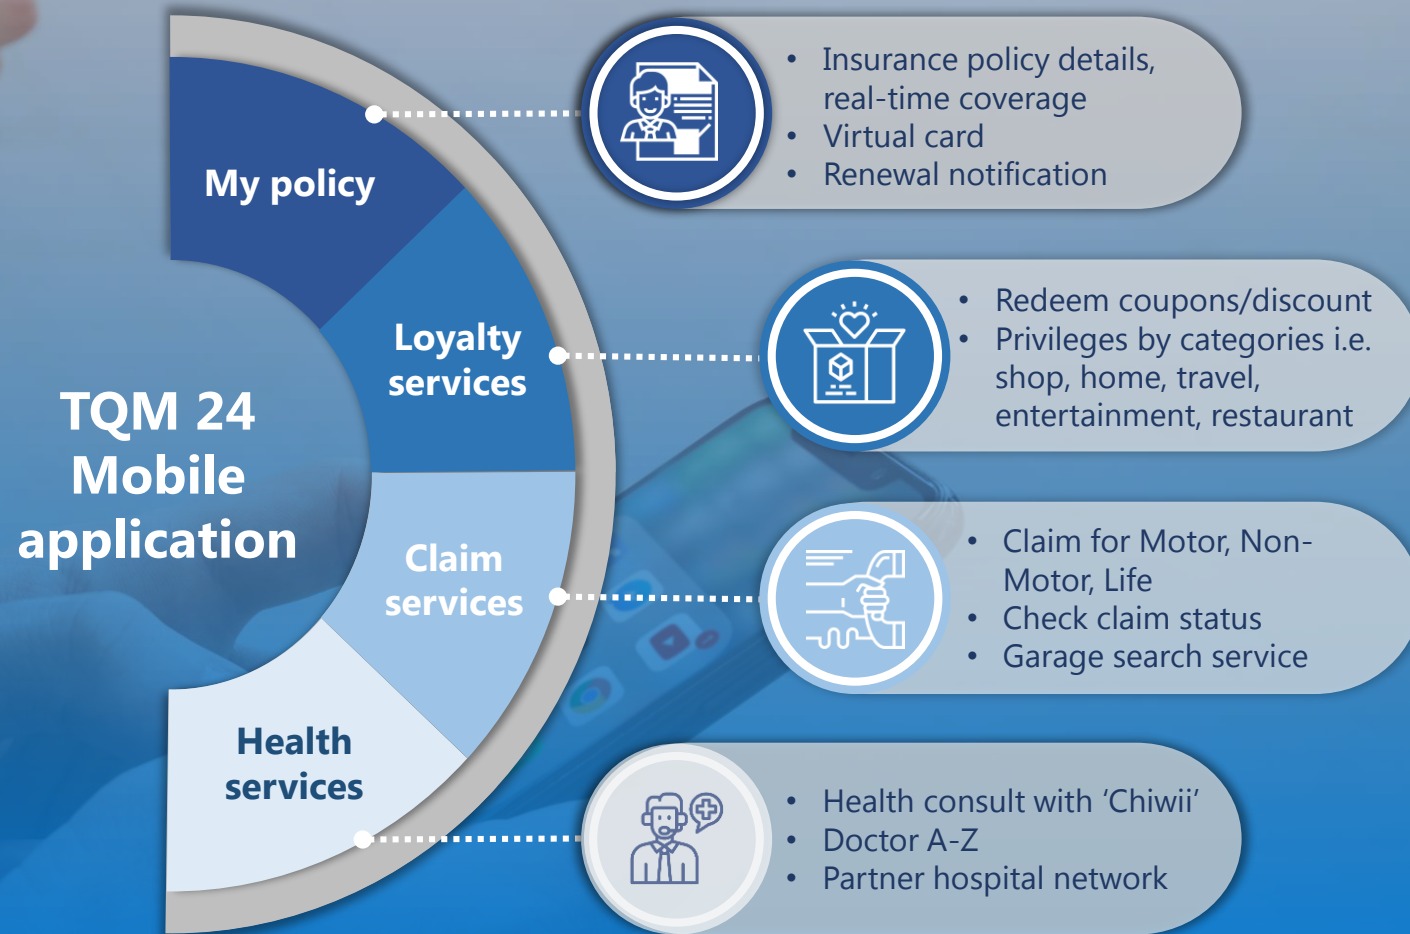 TQM 24
Mobile
application
My policy
• Insurance policy details,
real-time coverage
• Virtual card
• Renewal notification
Loyalty
services
• Redeem coupons/discount
• Privileges by categories i.e.
shop, home, travel,
entertainment, restaurant
Claim
services
• Claim for Motor, Non-
Motor, Life
• Check claim status
• Garage search service
Health
services
• Health consult with ‘Chiwii’
• Doctor A-Z
• Partner hospital network